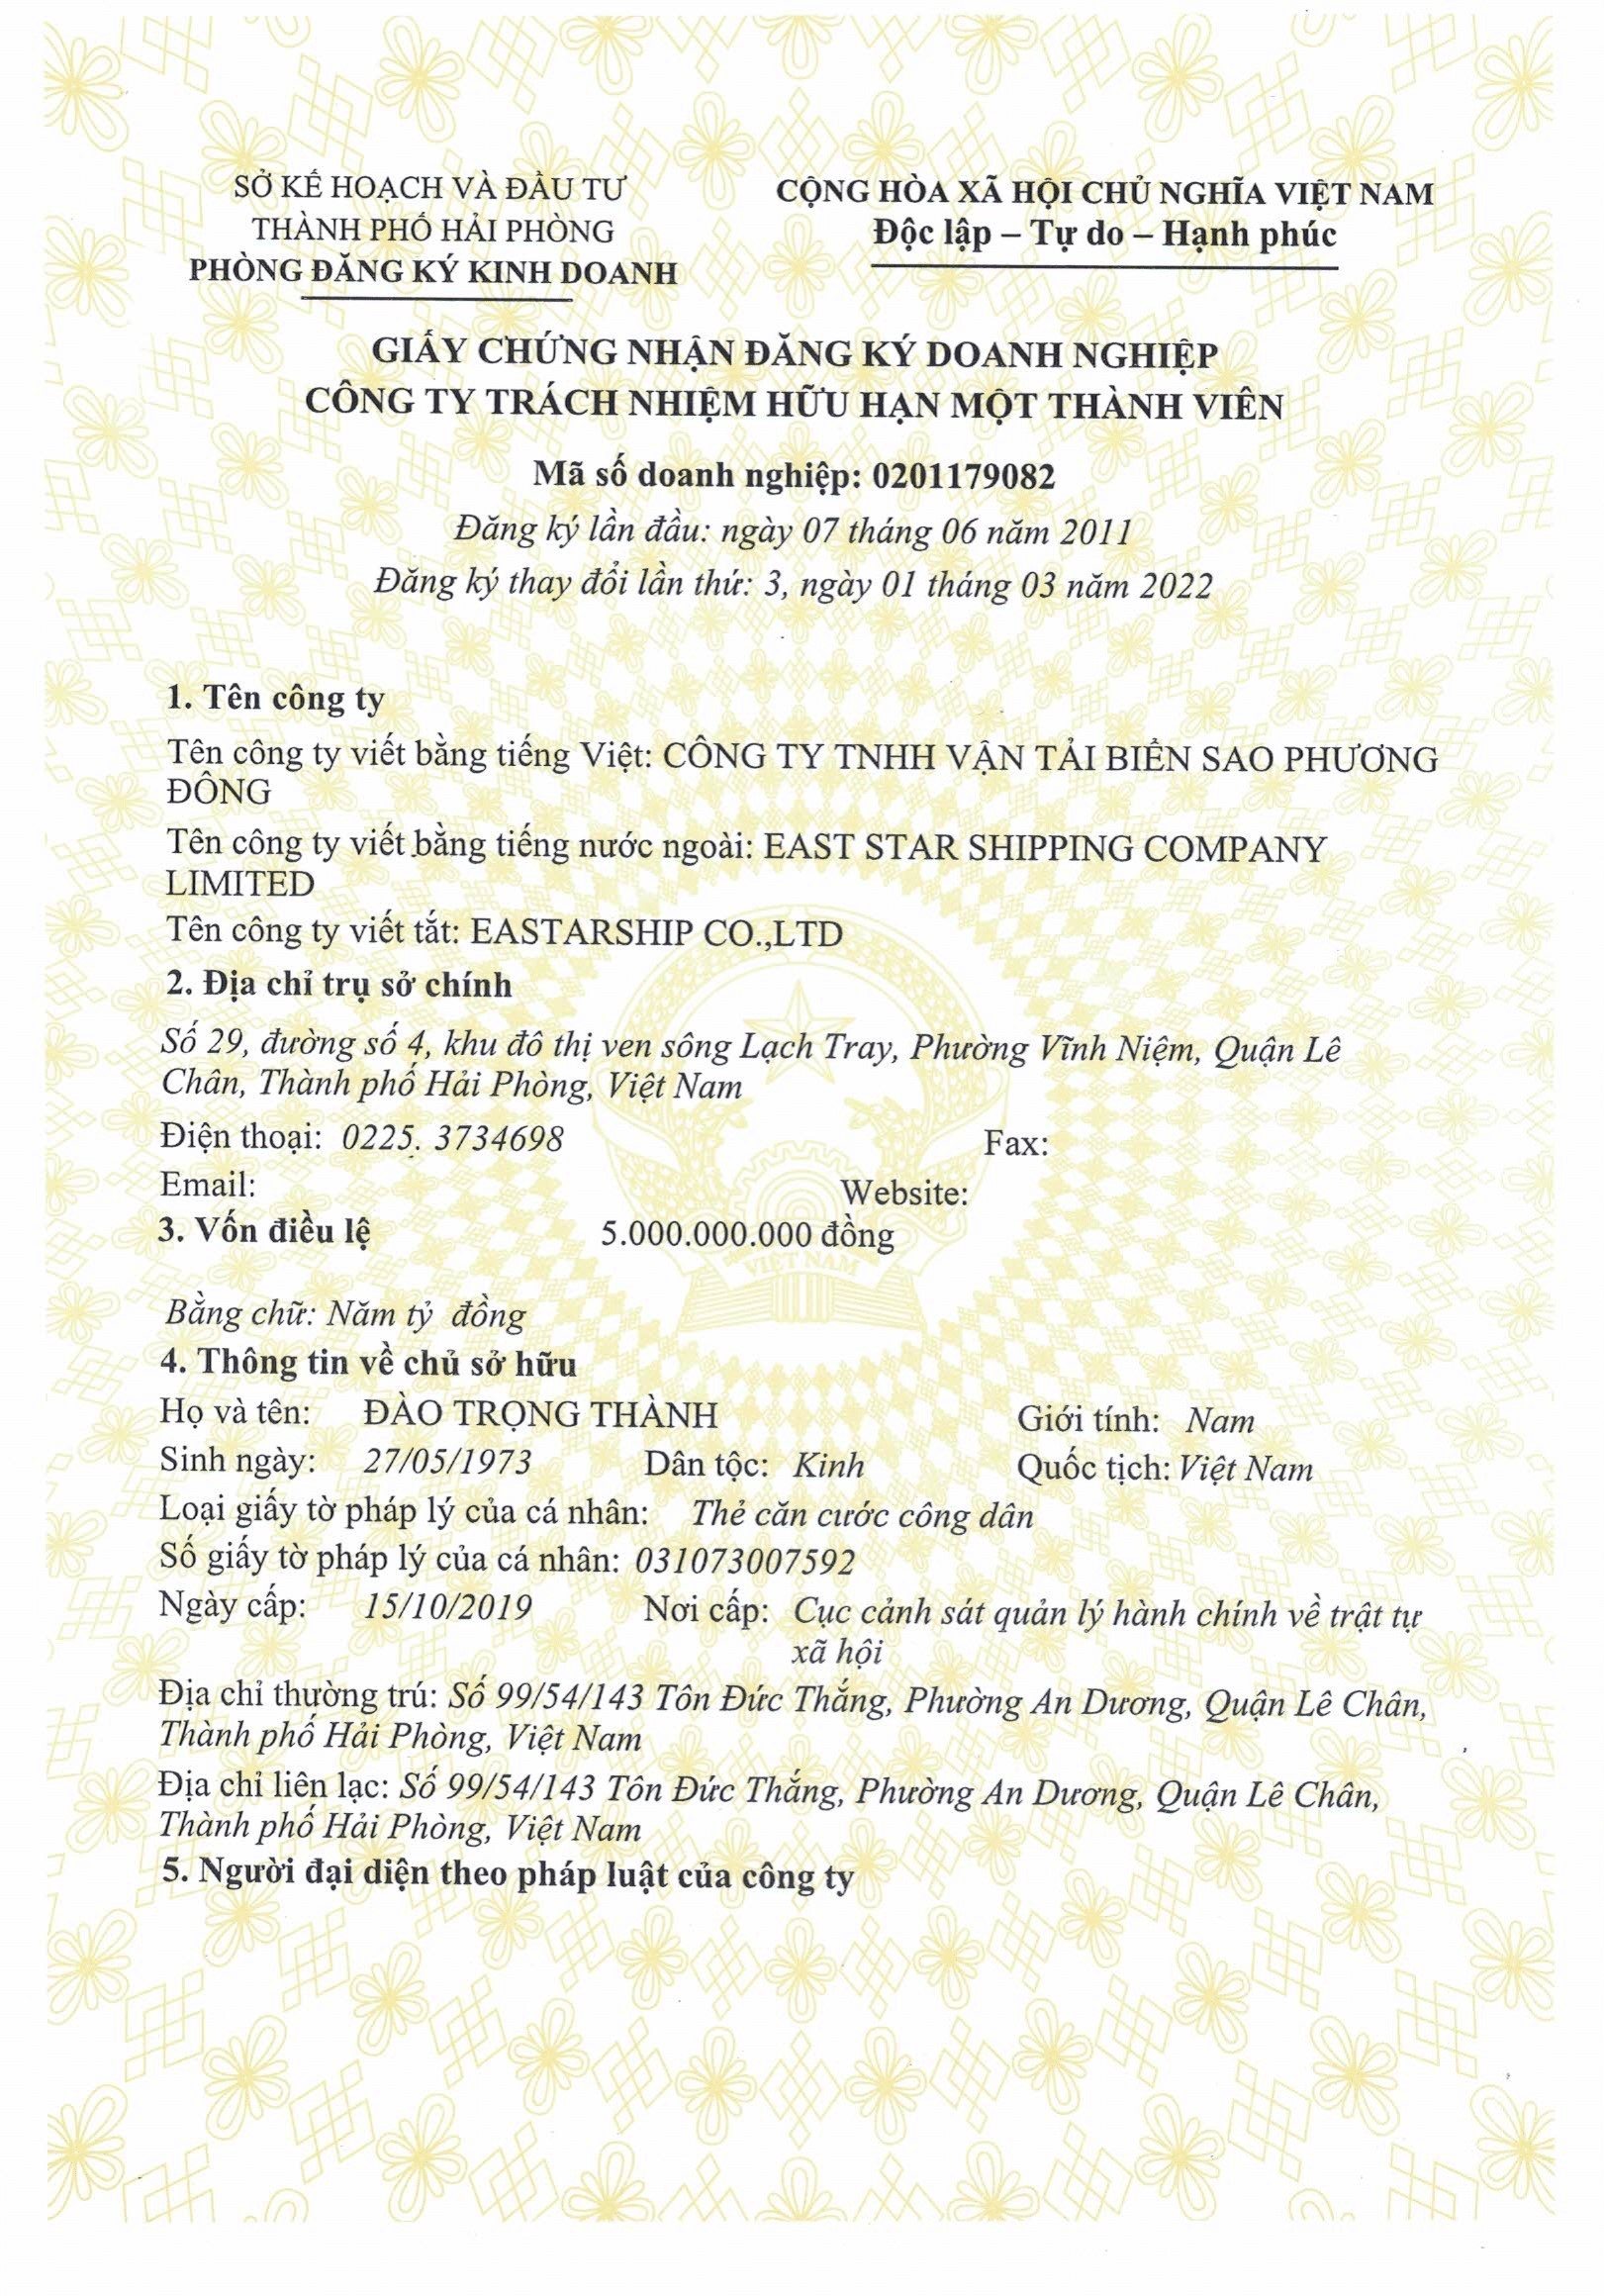 SỞ KẾ HOẠCH VÀ ĐẦU TƯ
THÀNH PHỐ HẢI PHÒNG
PHÒNG ĐĂNG KÝ KINH DOANH
CỘNG HÒA XÃ HỘI CHỦ NGHĨA VIỆT NAM
Độc lập – Tự do – Hạnh phúc
GIẤY CHỨNG NHẬN ĐĂNG KÝ DOANH NGHIỆP
CÔNG TY TRÁCH NHIỆM HỮU HẠN MỘT THÀNH VIÊN
Mã số doanh nghiệp: 0201179082
Đăng ký lần đầu: ngày 07 tháng 06 năm 2011
Đăng ký thay đổi lần thứ: 3, ngày 01 tháng 03 năm 2022
1. Tên công ty
Tên công ty viết bằng tiếng Việt: CÔNG TY TNHH VẬN TẢI BIỂN SAO PHƯƠNG
ĐÔNG
Tên công ty viết bằng tiếng nước ngoài: EAST STAR SHIPPING COMPANY
LIMITED
Tên công ty viết tắt: EASTARSHIP CO.,LTD
2. Địa chỉ trụ sở chính
Số 29, đường số 4, khu đô thị ven sông Lạch Tray, Phường Vĩnh Niệm, Quận Lê
Chân, Thành phố Hải Phòng, Việt Nam
Điện thoại: 0225. 3734698 Fax:
Email: Website:
3. Vốn điều lệ 5.000.000.000 đồng
VIỆT NAM
Bằng chữ: Năm tỷ đồng
4. Thông tin về chủ sở hữu
Họ và tên: ĐÀO TRỌNG THÀNH Giới tính: Nam
Sinh ngày: 27/05/1973 Dân tộc: Kinh Quốc tịch: Việt Nam
Loại giấy tờ pháp lý của cá nhân: Thẻ căn cước công dân
Số giấy tờ pháp lý của cá nhân: 031073007592
Ngày cấp: 15/10/2019 Nơi cấp: Cục cảnh sát quản lý hành chính về trật tự
xã hội
Địa chỉ thường trú: Số 99/54/143 Tôn Đức Thắng, Phường An Dương, Quận Lê Chân,
Thành phố Hải Phòng, Việt Nam
Địa chỉ liên lạc: Số 99/54/143 Tôn Đức Thắng, Phường An Dương, Quận Lê Chân,
Thành phố Hải Phòng, Việt Nam
5. Người đại diện theo pháp luật của công ty